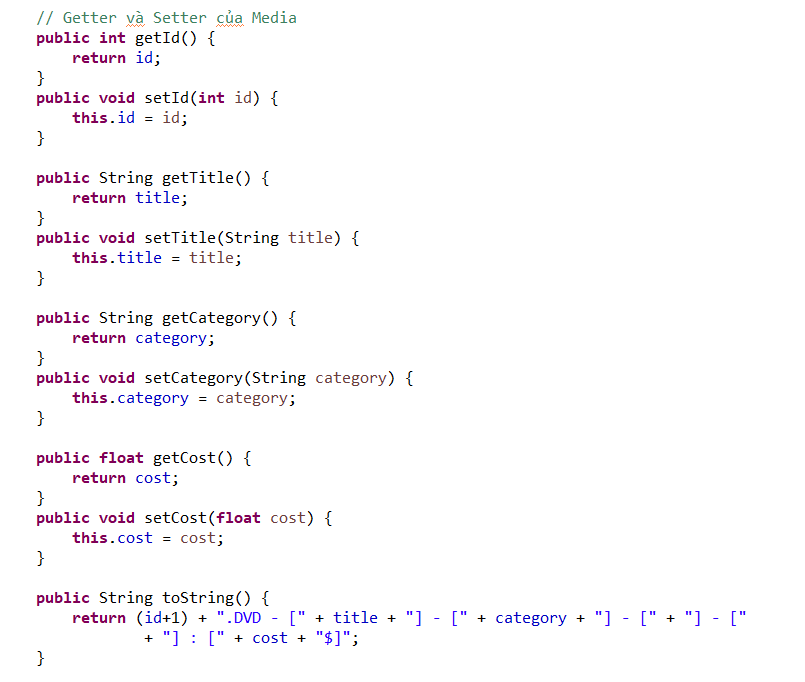 // Getter và Setter của Media
public int getId() {
    return id;
}
public void setId(int id) {
    this.id = id;
}

public String getTitle() {
    return title;
}
public void setTitle(String title) {
    this.title = title;
}

public String getCategory() {
    return category;
}
public void setCategory(String category) {
    this.category = category;
}

public float getCost() {
    return cost;
}
public void setCost(float cost) {
    this.cost = cost;
}

public String toString() {
    return (id+1) + ".DVD - [" + title + "] - [" + category + "] - [" + "] - ["
            + "] : [" + cost + "$]";
}